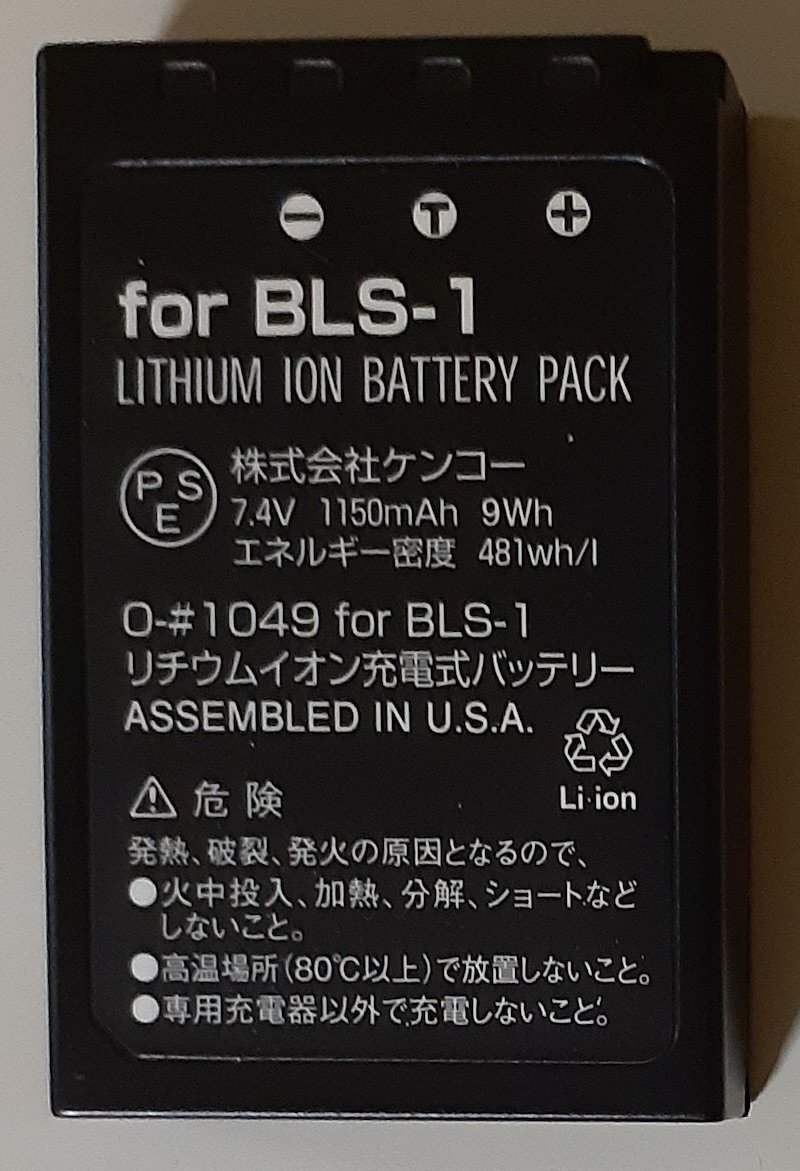 − T +
for BLS-1
LITHIUM ION BATTERY PACK
PSE 株式会社ケンコー
7.4V 1150mAh 9Wh
エネルギー密度 481wh/l
O-#1049 for BLS-1
リチウムイオン充電式バッテリー
ASSEMBLED IN U.S.A.
Li-ion
⚠危険
発熱、破裂、発火の原因となるので、
●火中投入、加熱、分解、ショートなど
しないこと。
●高温場所(80℃以上)で放置しないこと。
●専用充電器以外で充電しないこと。